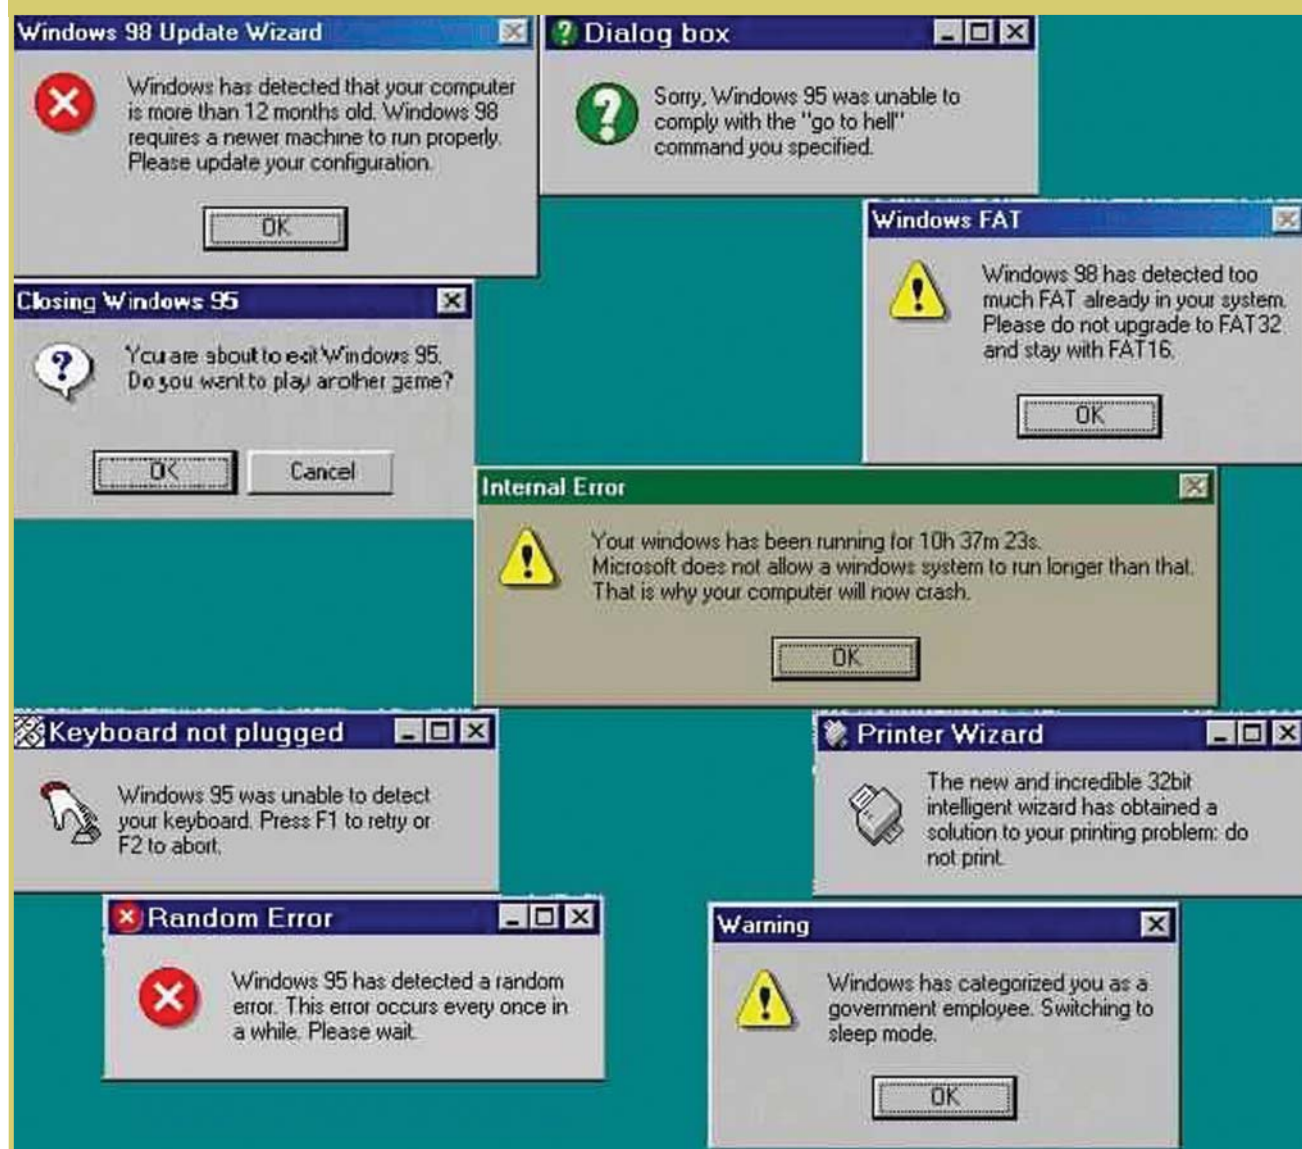 Windows 98 Update Wizard
Windows has detected that your computer
is more than 12 months old. Windows 98
requires a newer machine to run properly.
Please update your configuration.
OK
Dialog box
Sorry, Windows 95 was unable to
comply with the "go to hell"
command you specified.
Windows FAT
Windows 98 has detected too
much FAT already in your system.
Please do not upgrade to FAT32
and stay with FAT16.
OK
Closing Windows 95
You are about to exit Windows 95.
Do you want to play another game?
OK
Cancel
Internal Error
Your windows has been running for 10h 37m 23s.
Microsoft does not allow a windows system to run longer than that.
That is why your computer will now crash.
OK
Keyboard not plugged
Windows 95 was unable to detect
your keyboard. Press F1 to retry or
F2 to abort.
Printer Wizard
The new and incredible 32bit
intelligent wizard has obtained a
solution to your printing problem: do
not print.
Random Error
Windows 95 has detected a random
error. This error occurs every once in
a while. Please wait.
Warning
Windows has categorized you as a
government employee. Switching to
sleep mode.
OK